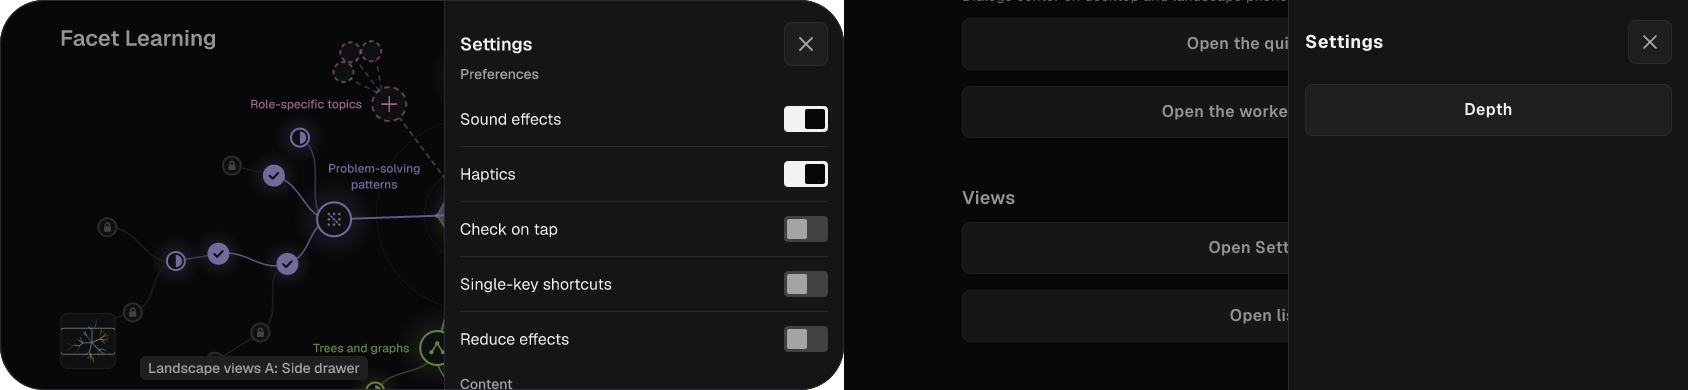 Facet Learning
Role-specific topics
Problem-solving
patterns
Trees and graphs
Landscape views A: Side drawer
Settings
Preferences
Sound effects
Haptics
Check on tap
Single-key shortcuts
Reduce effects
Content
Open the qui
Open the worke
Views
Open Sett
Open lis
Settings
Depth